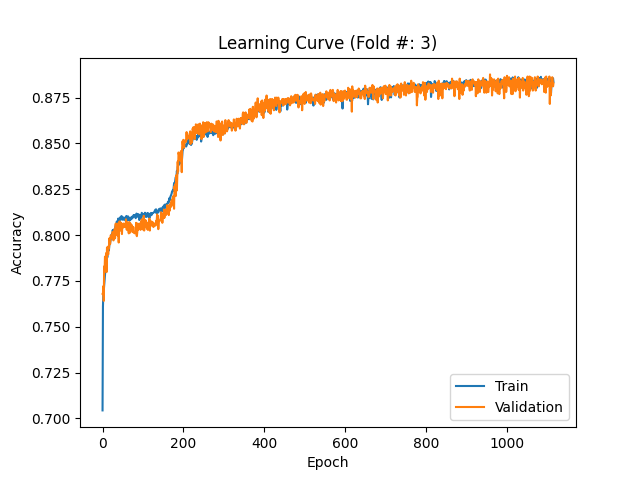 Learning Curve (Fold #: 3)
0.875
0.850
0.825
0.800
0.775
0.750
0.725
0.700
Accuracy
0 200 400 600 800 1000
Epoch
Train
Validation